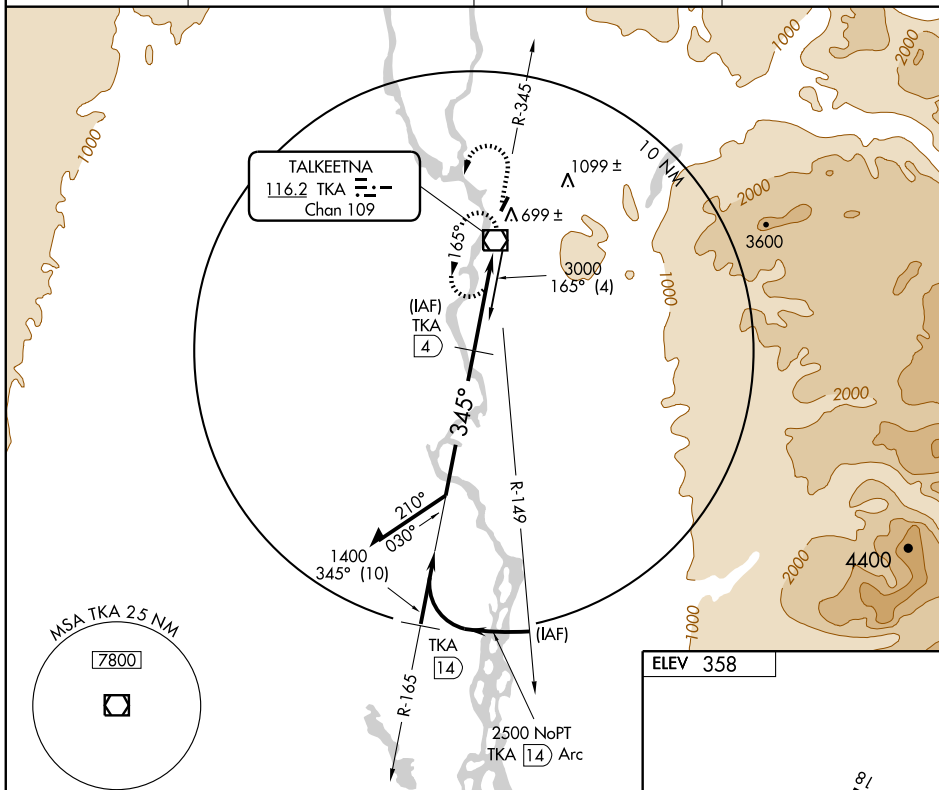 1000
2000
1000
R-345
10 NM
TALKEETNA
116.2 TKA
Chan 109
1099 ±
699 ±
2000
3600
165°
3000
165° (4)
1000
(IAF)
TKA
4
345°
2000
R-149
210°
030°
1400
345° (10)
4400
2000
1000
MSA TKA 25 NM
7800
TKA
14
(IAF)
R-165
2500 NoPT
TKA 14 Arc
ELEV 358
18